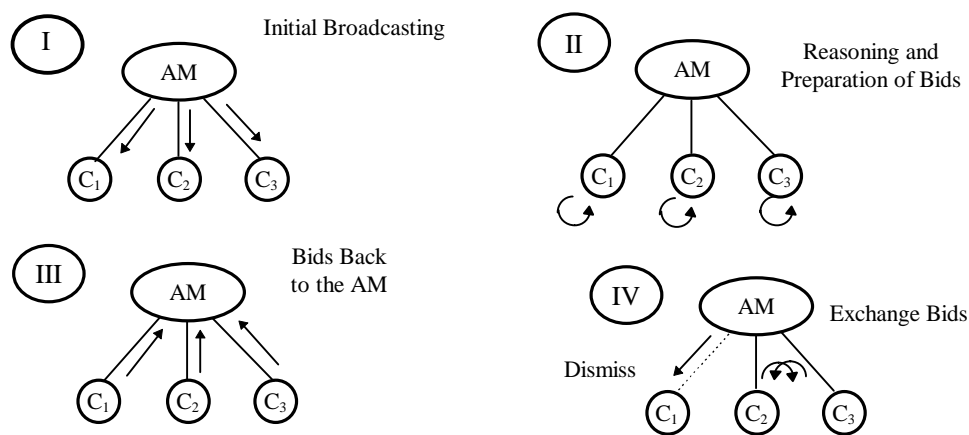 I
Initial Broadcasting
AM
C₁
C₂
C₃
II
Reasoning and
Preparation of Bids
AM
C₁
C₂
C₃
III
Bids Back
to the AM
AM
C₁
C₂
C₃
IV
AM
Exchange Bids
Dismiss
C₁
C₂
C₃